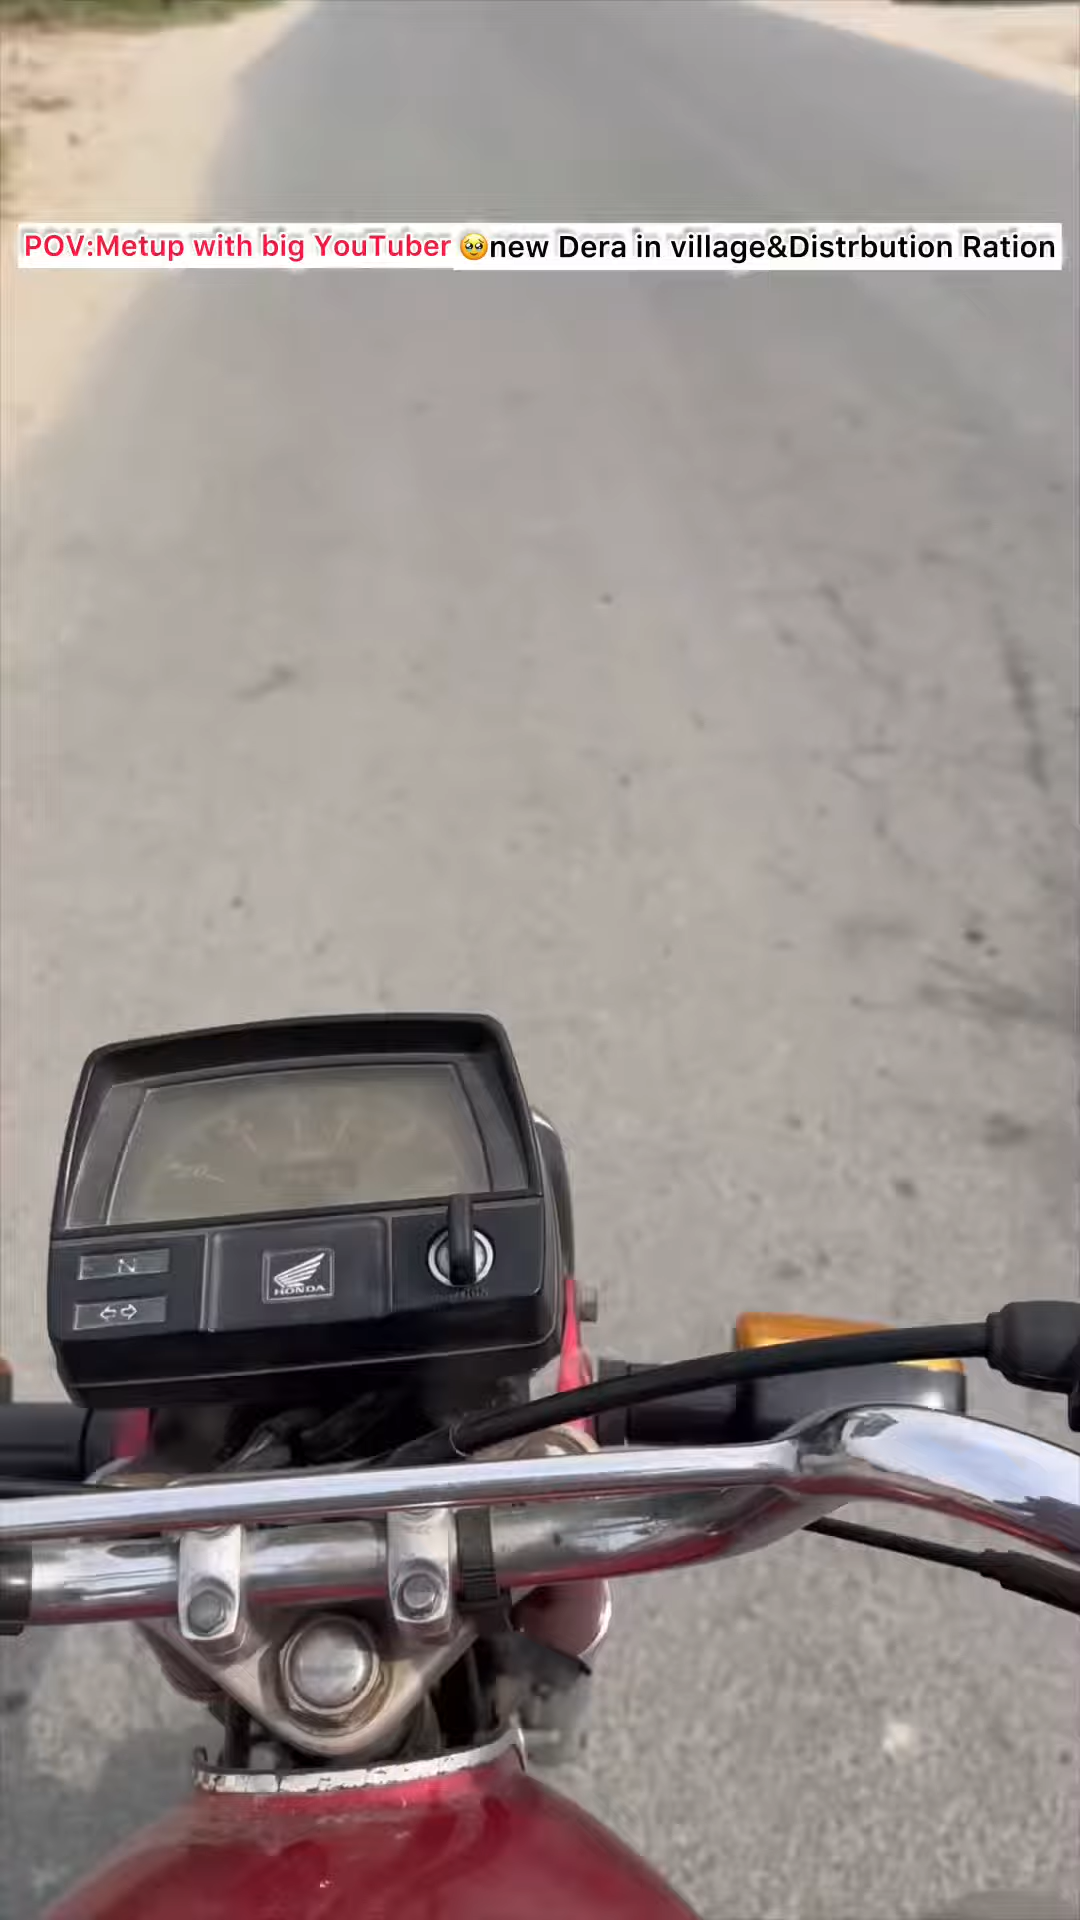 POV:Metup with big YouTuber 🥹new Dera in village&Distrbution Ration
N
HONDA